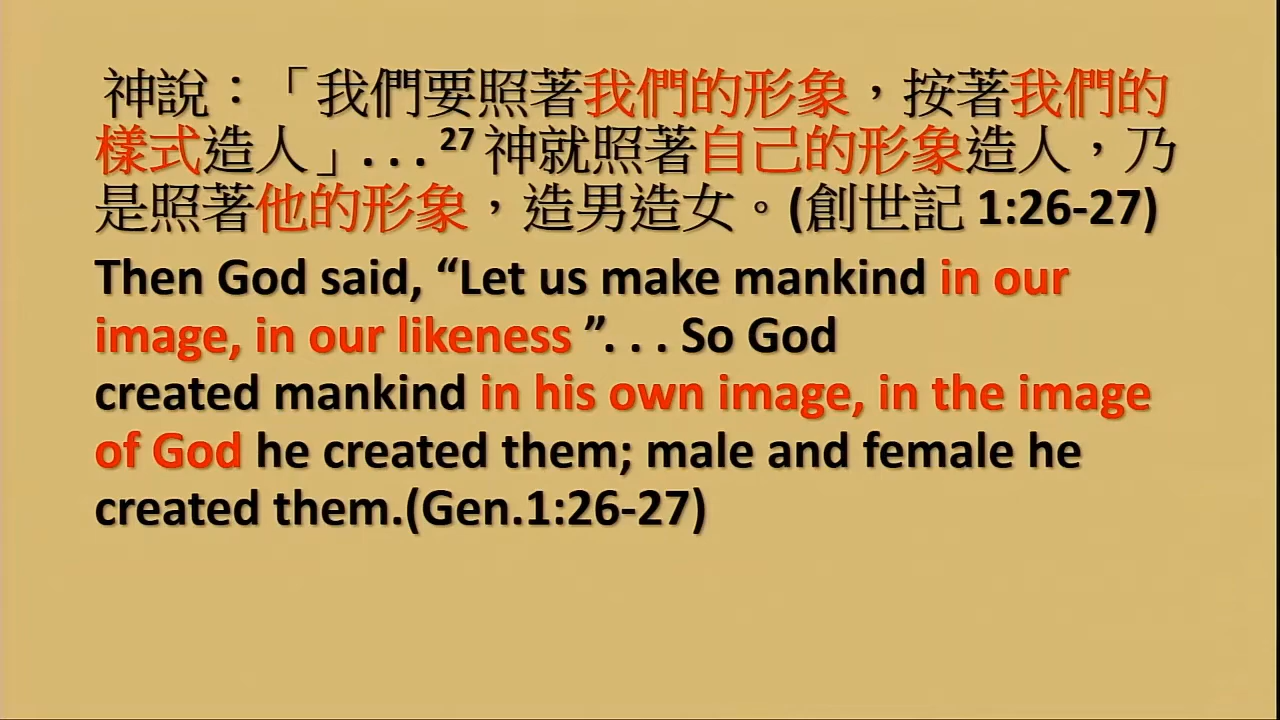 神說：「我們要照著我們的形象，按著我們的
樣式造人」. . . 27 神就照著自己的形象造人，乃
是照著他的形象，造男造女。(創世記 1:26-27)
Then God said, “Let us make mankind in our
image, in our likeness ”. . . So God
created mankind in his own image, in the image
of God he created them; male and female he
created them.(Gen.1:26-27)